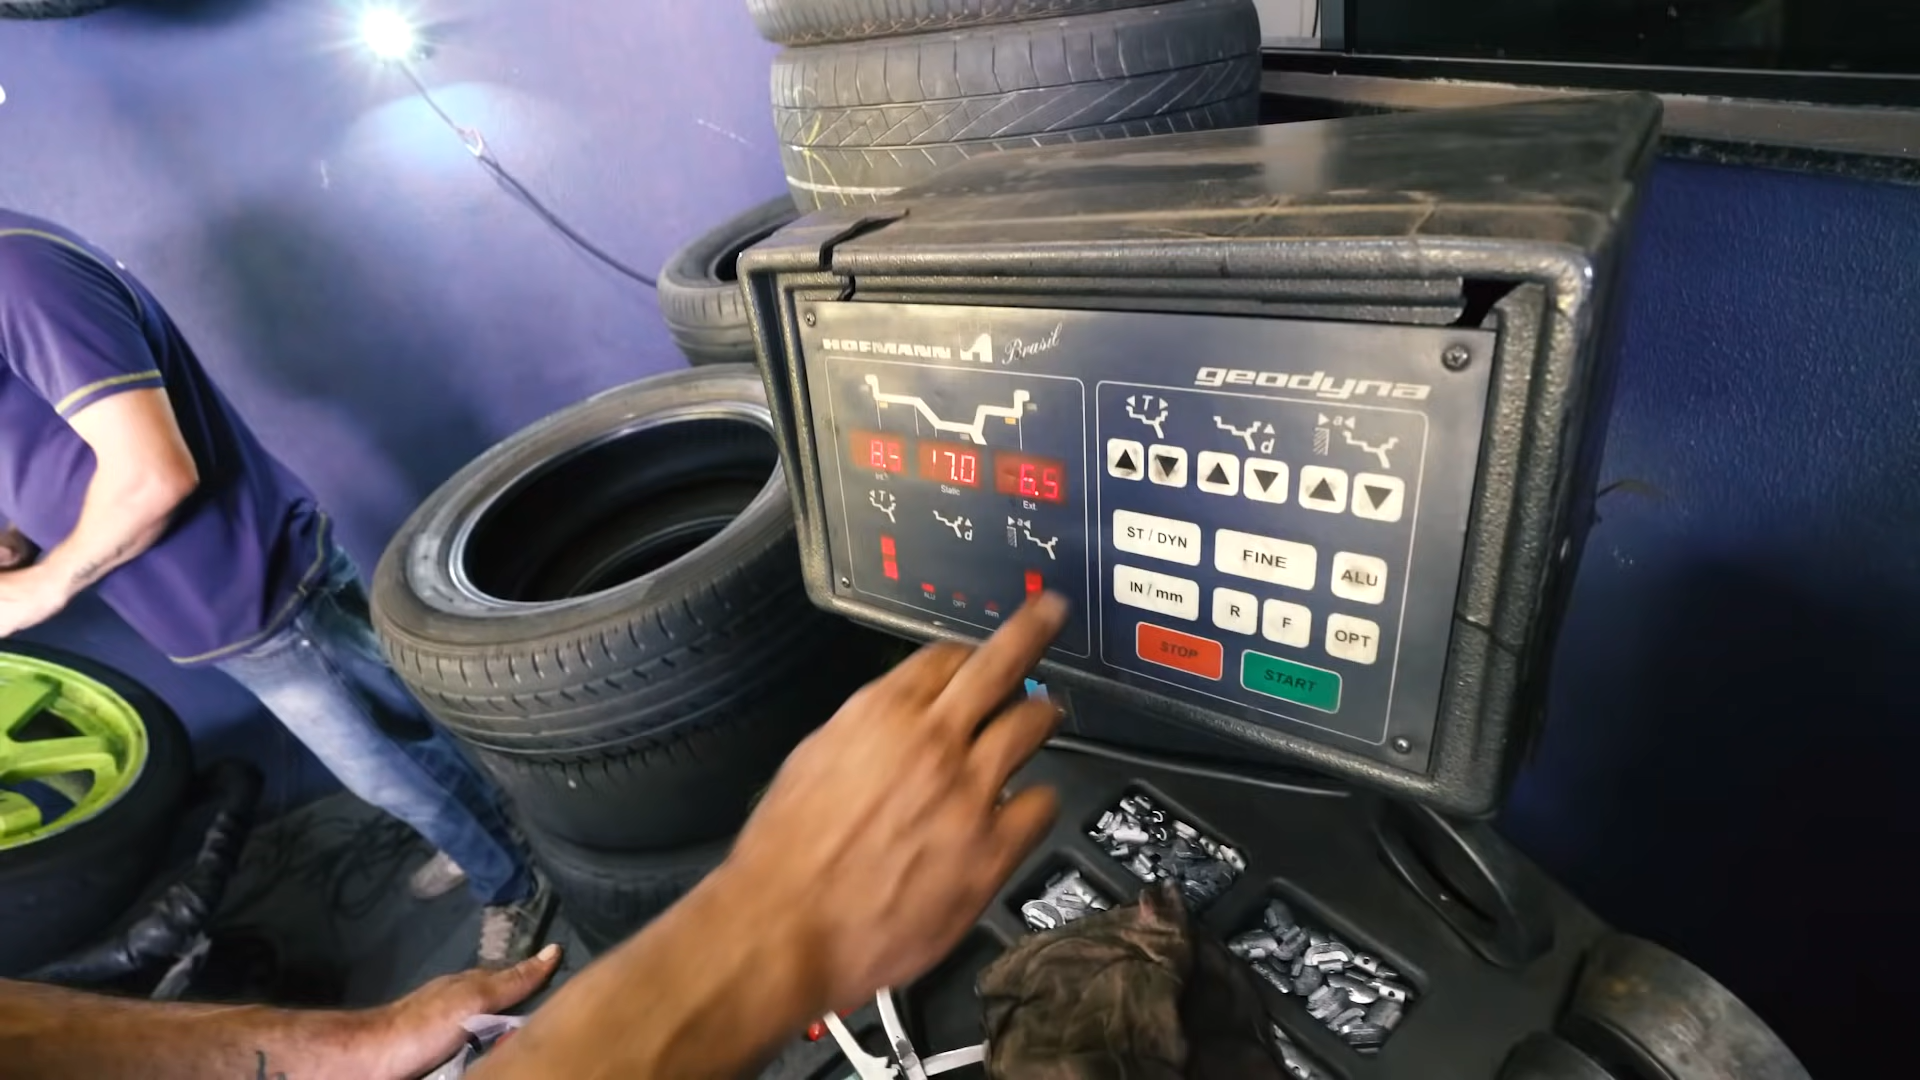 HOFMANN Brasil
geodyna
T
d
a
8.5 17.0 6.5
Int
Static
Ext.
T
d
a
ST / DYN
FINE
ALU
IN / mm
R
F
OPT
STOP
START
ALU
OPT
mm